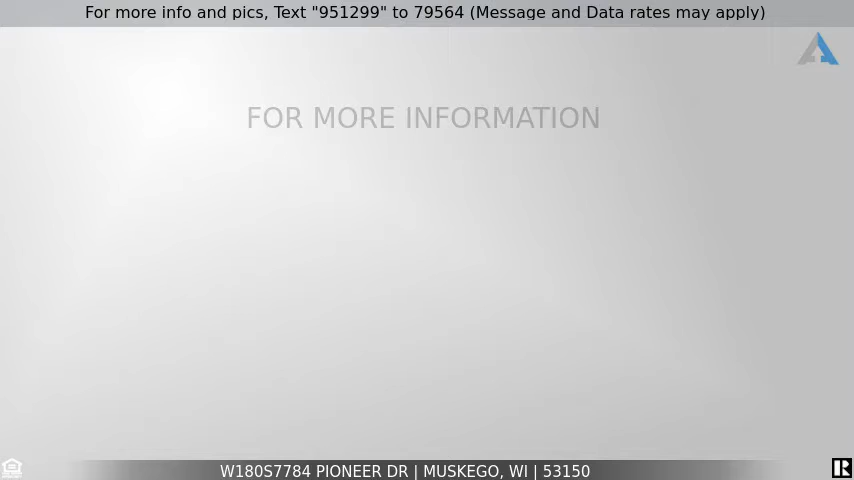 For more info and pics, Text "951299" to 79564 (Message and Data rates may apply)
FOR MORE INFORMATION
W180S7784 PIONEER DR | MUSKEGO, WI | 53150